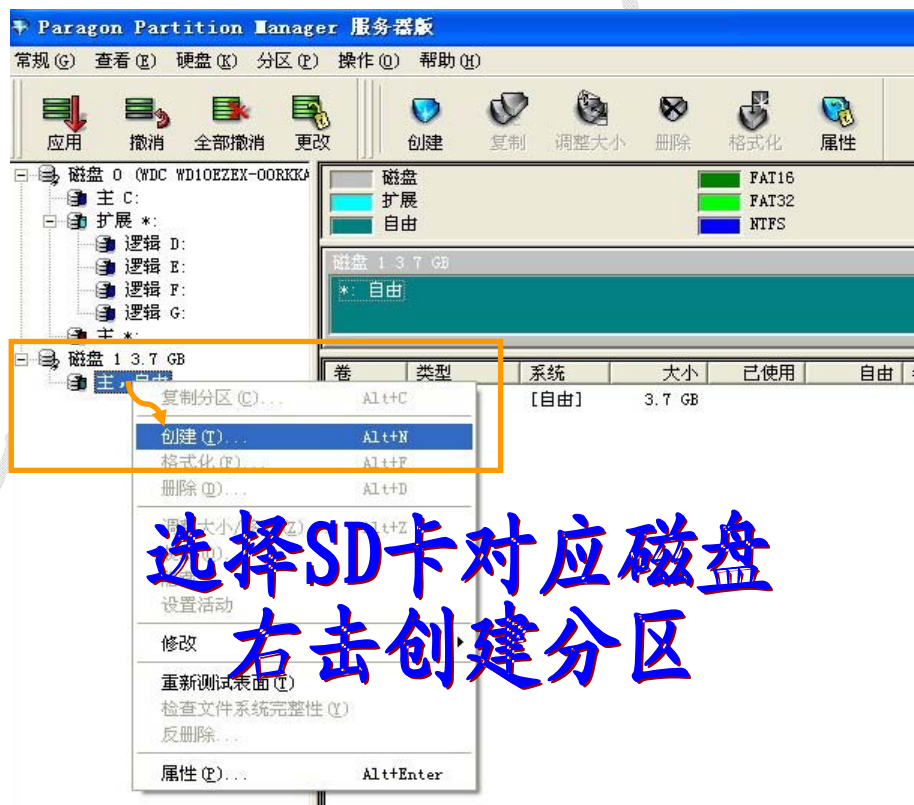 Paragon Partition Manager 服务器版
常规(G) 查看(E) 硬盘(K) 分区(P) 操作(O) 帮助(H)
应用 撤消 全部撤消 更改 创建 复制 调整大小 册除 格式化 属性
磁盘 0 (WDC WD10EZEX-00RKKA
主 C:
扩展 *:
逻辑 D:
逻辑 E:
逻辑 F:
逻辑 G:
主 *:
磁盘 1 3.7 GB
主
磁盘 FAT16
扩展 FAT32
自由 NTFS
磁盘 1 3.7 GB
*: 自由
卷 类型 系统 大小 已使用 自由
[自由] 3.7 GB
复制分区(C)... Alt+C
创建(T)... Alt+N
格式化(F)... Alt+F
册除(D)... Alt+D
设置活动
修改
重新测试表面(T)
检查文件系统完整性(Y)
反册除...
属性(P)... Alt+Enter
选择SD卡对应磁盘
右击创建分区